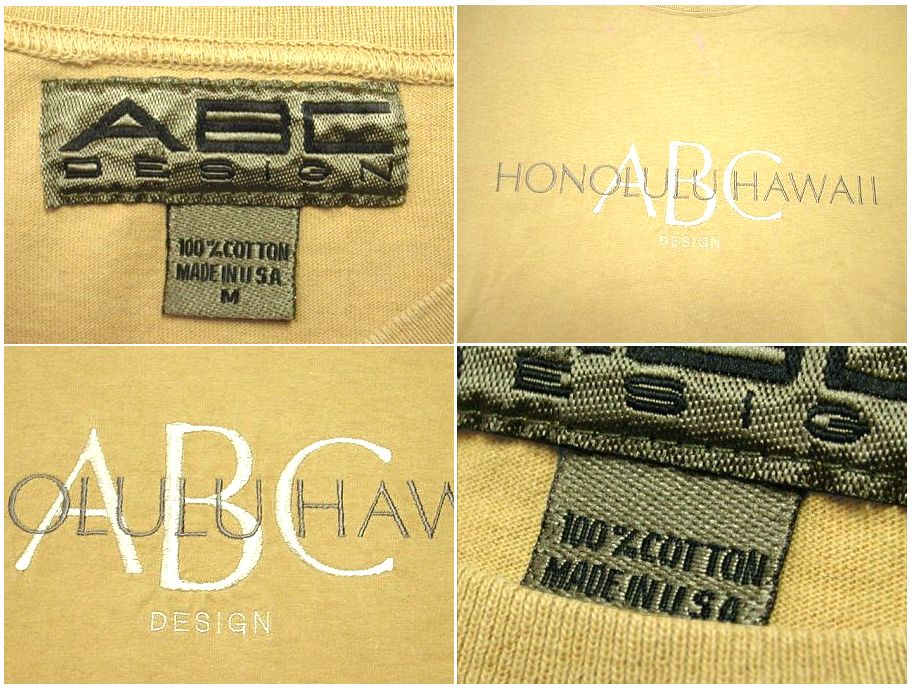 ABC
DESIGN
100% COTTON
MADE IN U S A
M
HONOLULU HAWAII
ABC
DESIGN
OLULU HAW
ABC
DESIGN
ESIG
100% COTTON
MADE IN U S A